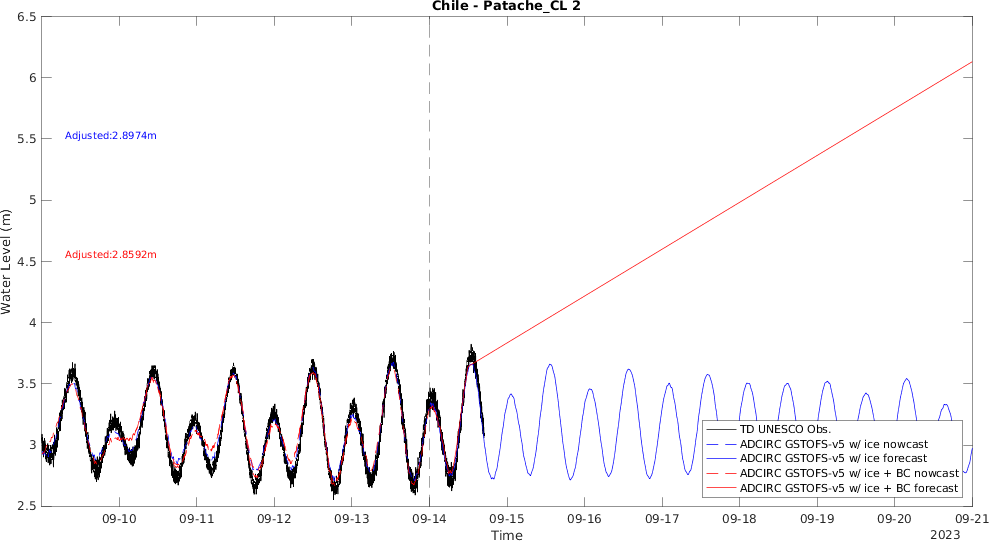 Chile - Patache_CL 2
6.5
6
5.5
5
4.5
4
3.5
3
2.5
Water Level (m)
Adjusted:2.8974m
Adjusted:2.8592m
TD UNESCO Obs.
ADCIRC GSTOFS-v5 w/ ice nowcast
ADCIRC GSTOFS-v5 w/ ice forecast
ADCIRC GSTOFS-v5 w/ ice + BC nowcast
ADCIRC GSTOFS-v5 w/ ice + BC forecast
09-10 09-11 09-12 09-13 09-14 09-15 09-16 09-17 09-18 09-19 09-20 09-21
Time
2023